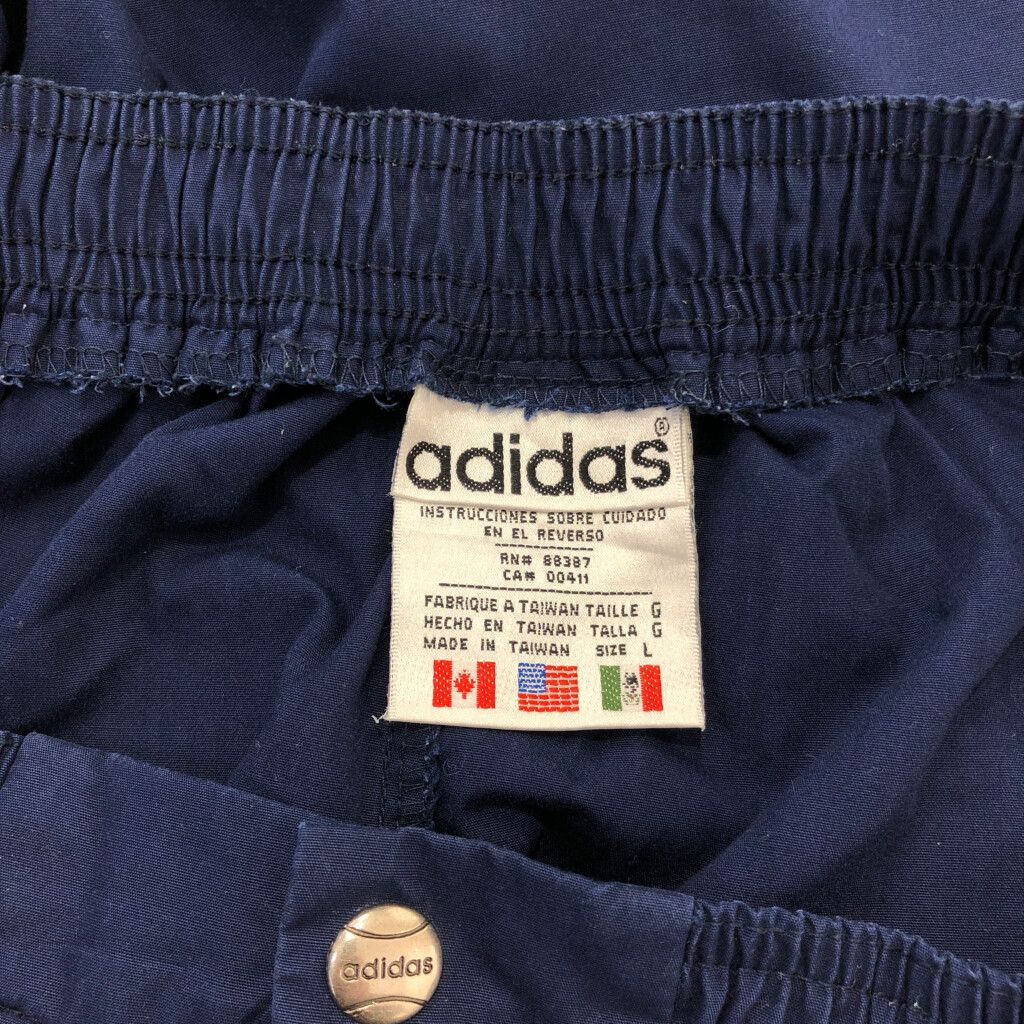 adidas®
INSTRUCCIONES SOBRE CUIDADO
EN EL REVERSO
RN# 88387
CA# 00411
FABRIQUE A TAIWAN TAILLE G
HECHO EN TAIWAN TALLA G
MADE IN TAIWAN SIZE L
adidas